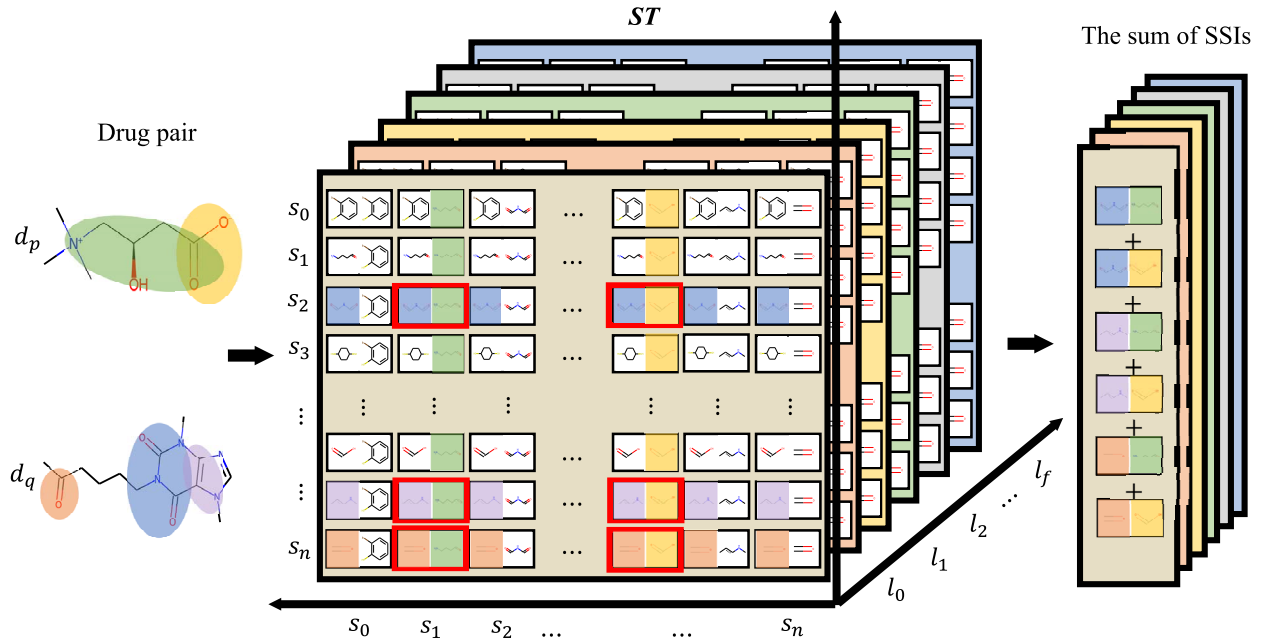 ST
The sum of SSIs
Drug pair
d_p
N⁺
O⁻
O
OH
s_0
s_1
s_2
s_3
⋮
⋮
s_n
...
...
...
...
...
...
...
⋮
⋮
⋮
⋮
⋮
⋮
d_q
O
O
N
N
N
N
O
+
+
+
+
+
l_0
l_1
l_2
...
l_f
s_0
s_1
s_2
...
...
s_n